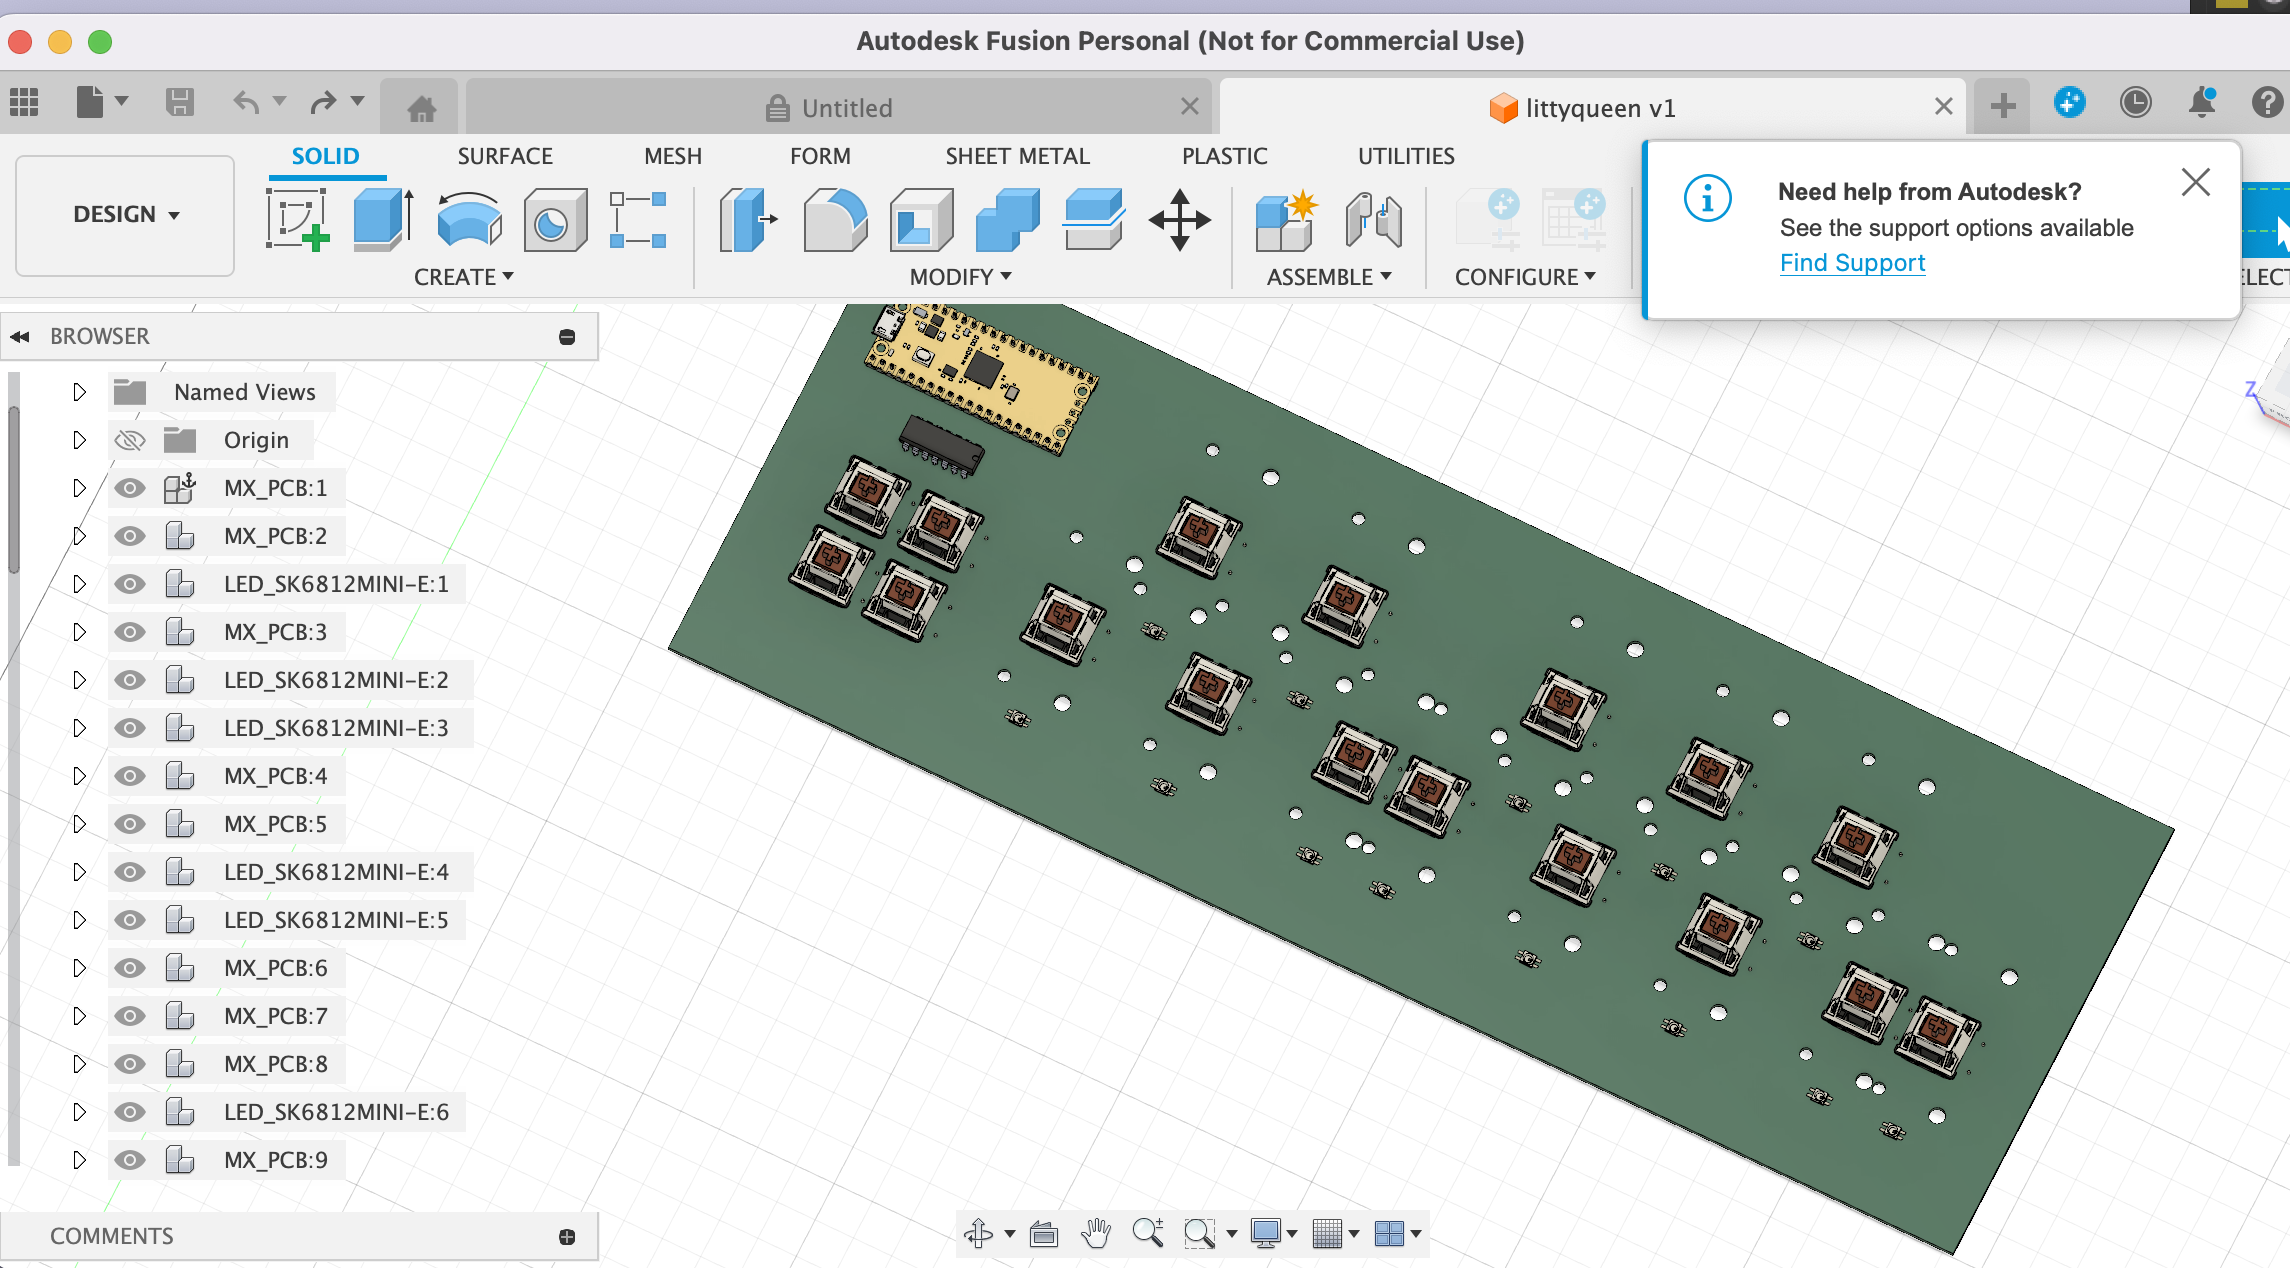 Autodesk Fusion Personal (Not for Commercial Use)
Untitled
littyqueen v1
SOLID
SURFACE
MESH
FORM
SHEET METAL
PLASTIC
UTILITIES
DESIGN
CREATE
MODIFY
ASSEMBLE
CONFIGURE
Need help from Autodesk?
See the support options available
Find Support
BROWSER
Named Views
Origin
MX_PCB:1
MX_PCB:2
LED_SK6812MINI-E:1
MX_PCB:3
LED_SK6812MINI-E:2
LED_SK6812MINI-E:3
MX_PCB:4
MX_PCB:5
LED_SK6812MINI-E:4
LED_SK6812MINI-E:5
MX_PCB:6
MX_PCB:7
MX_PCB:8
LED_SK6812MINI-E:6
MX_PCB:9
COMMENTS
Z